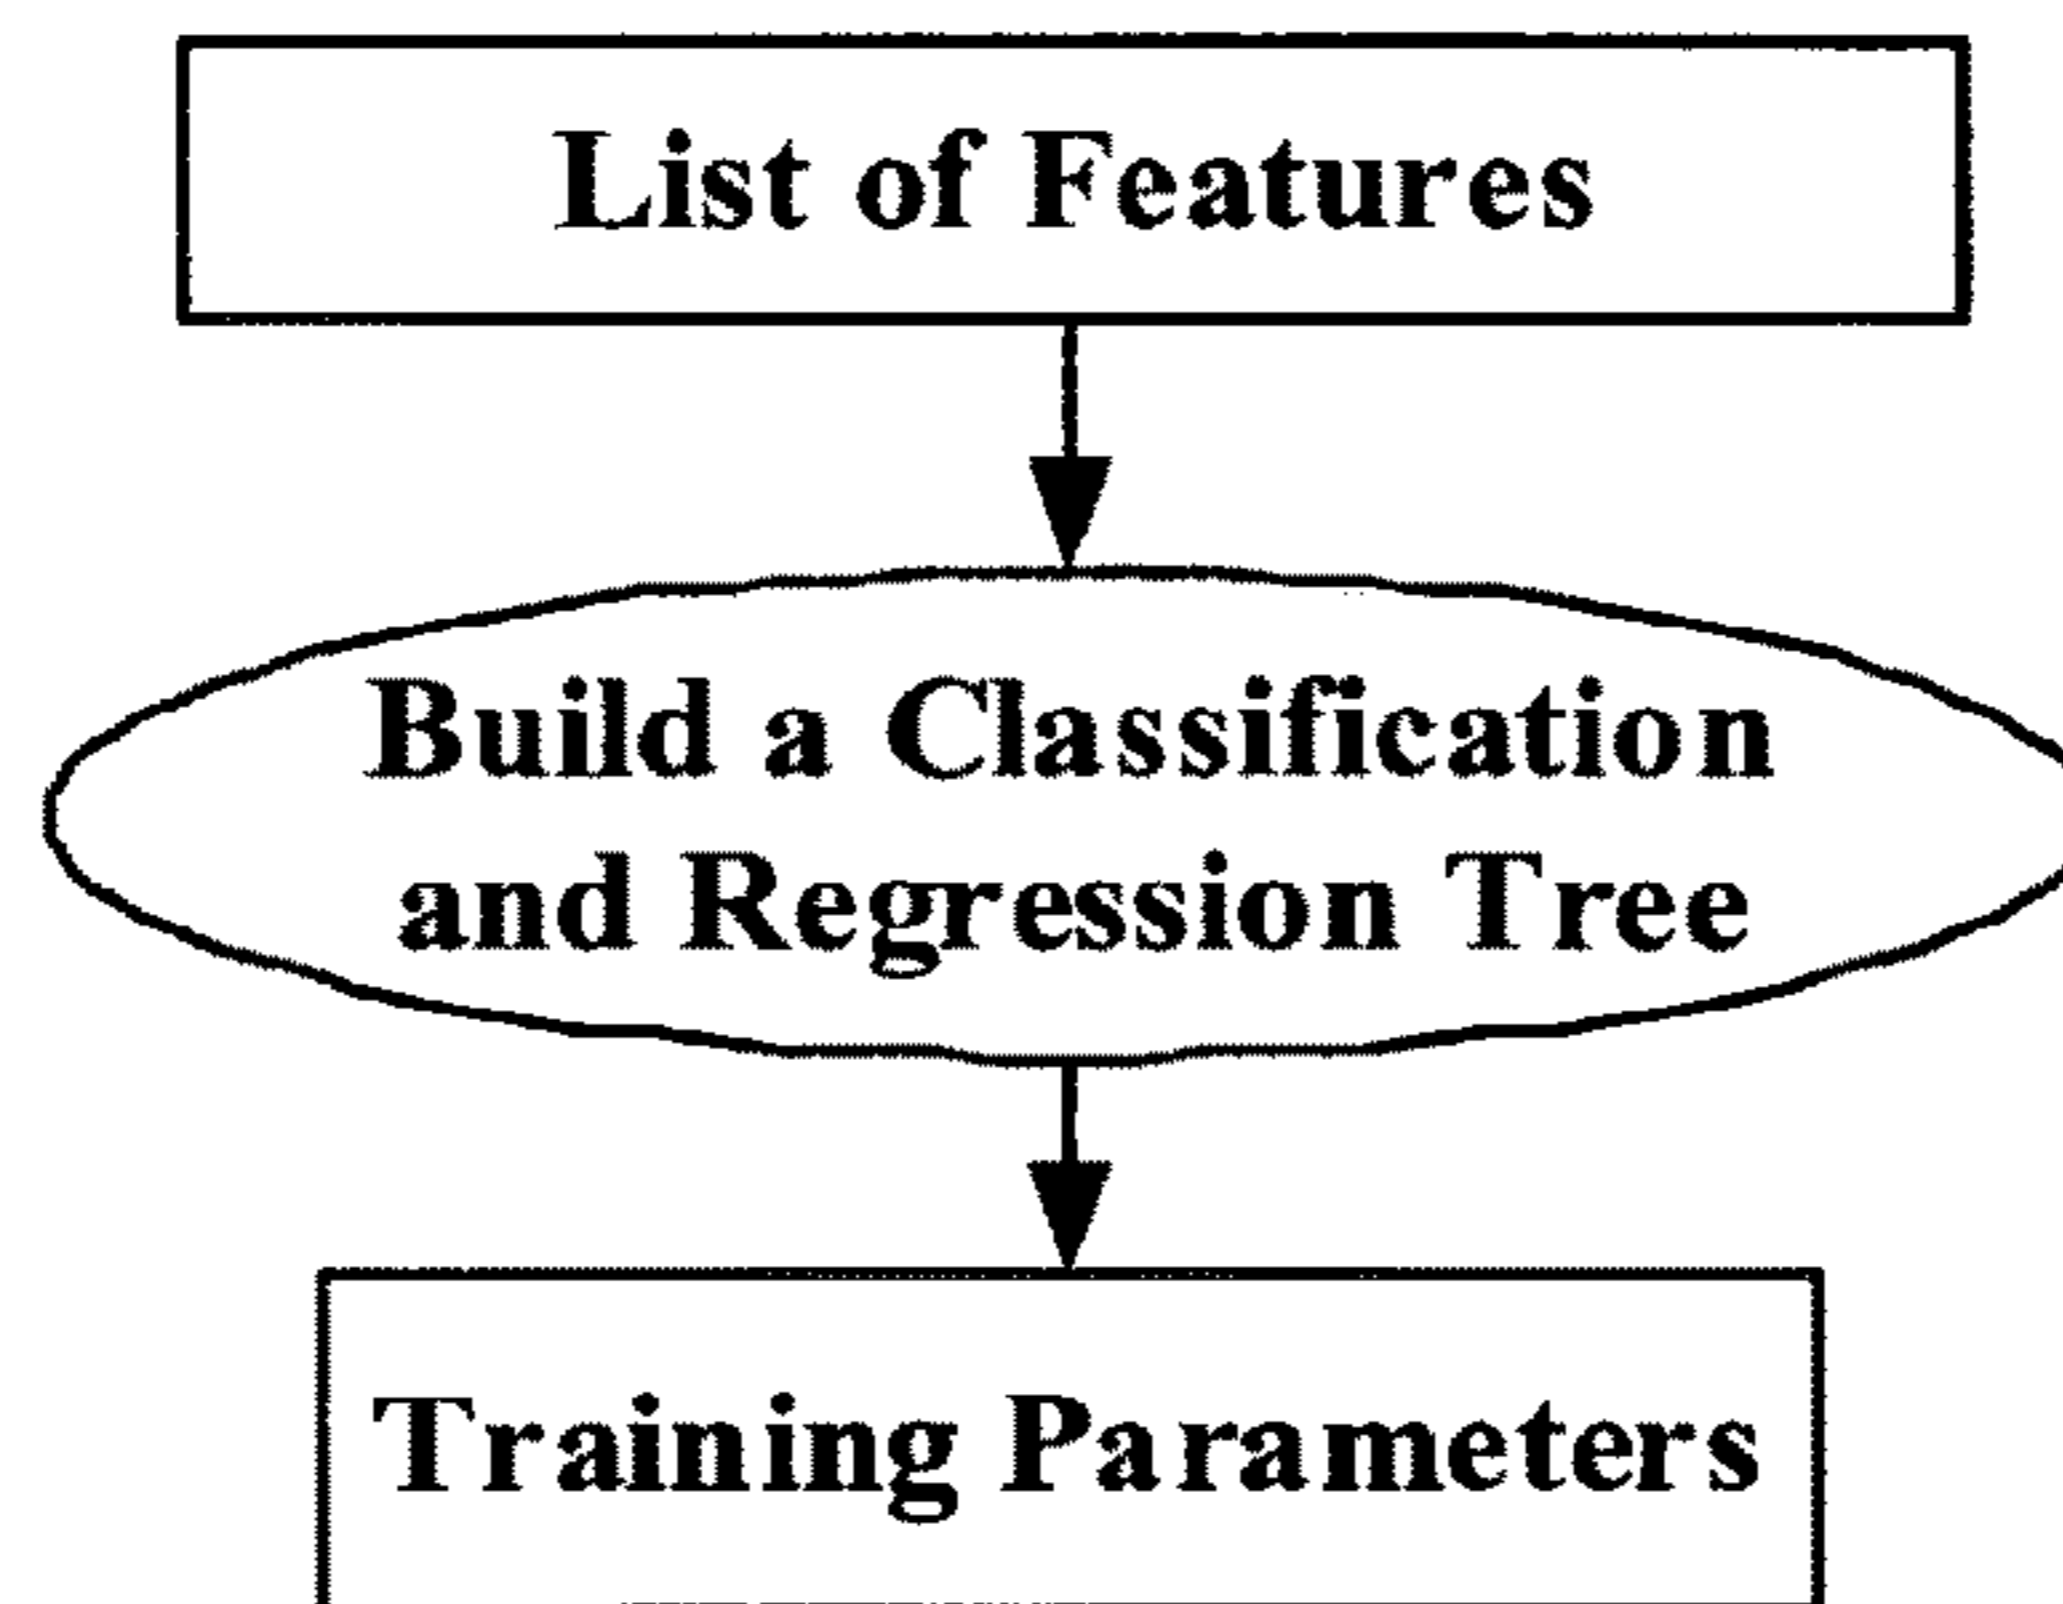 List of Features
Build a Classification
and Regression Tree
Training Parameters